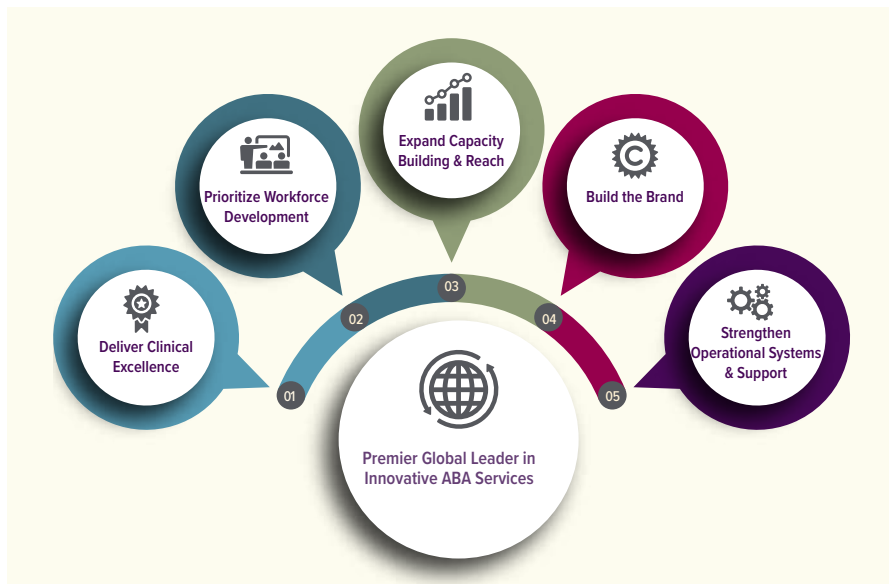 Deliver Clinical
Excellence
01
Prioritize Workforce
Development
02
Expand Capacity
Building & Reach
03
C
Build the Brand
04
Strengthen
Operational Systems
& Support
05
Premier Global Leader in
Innovative ABA Services